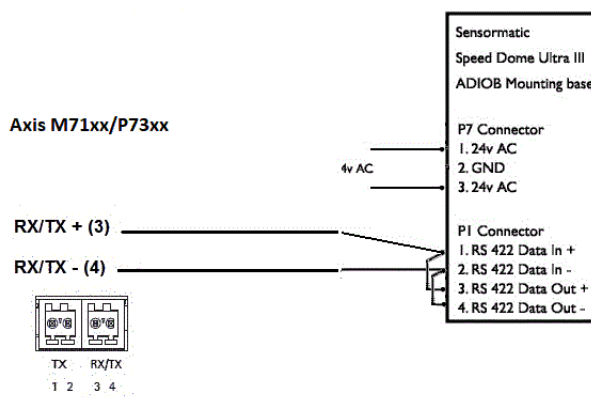 Sensormatic
Speed Dome Ultra III
ADIOB Mounting base
Axis M71xx/P73xx
P7 Connector
1. 24v AC
4v AC
2. GND
3. 24v AC
RX/TX + (3)
P1 Connector
1. RS 422 Data In +
RX/TX - (4)
2. RS 422 Data In -
3. RS 422 Data Out +
4. RS 422 Data Out -
TX RX/TX
1 2 3 4